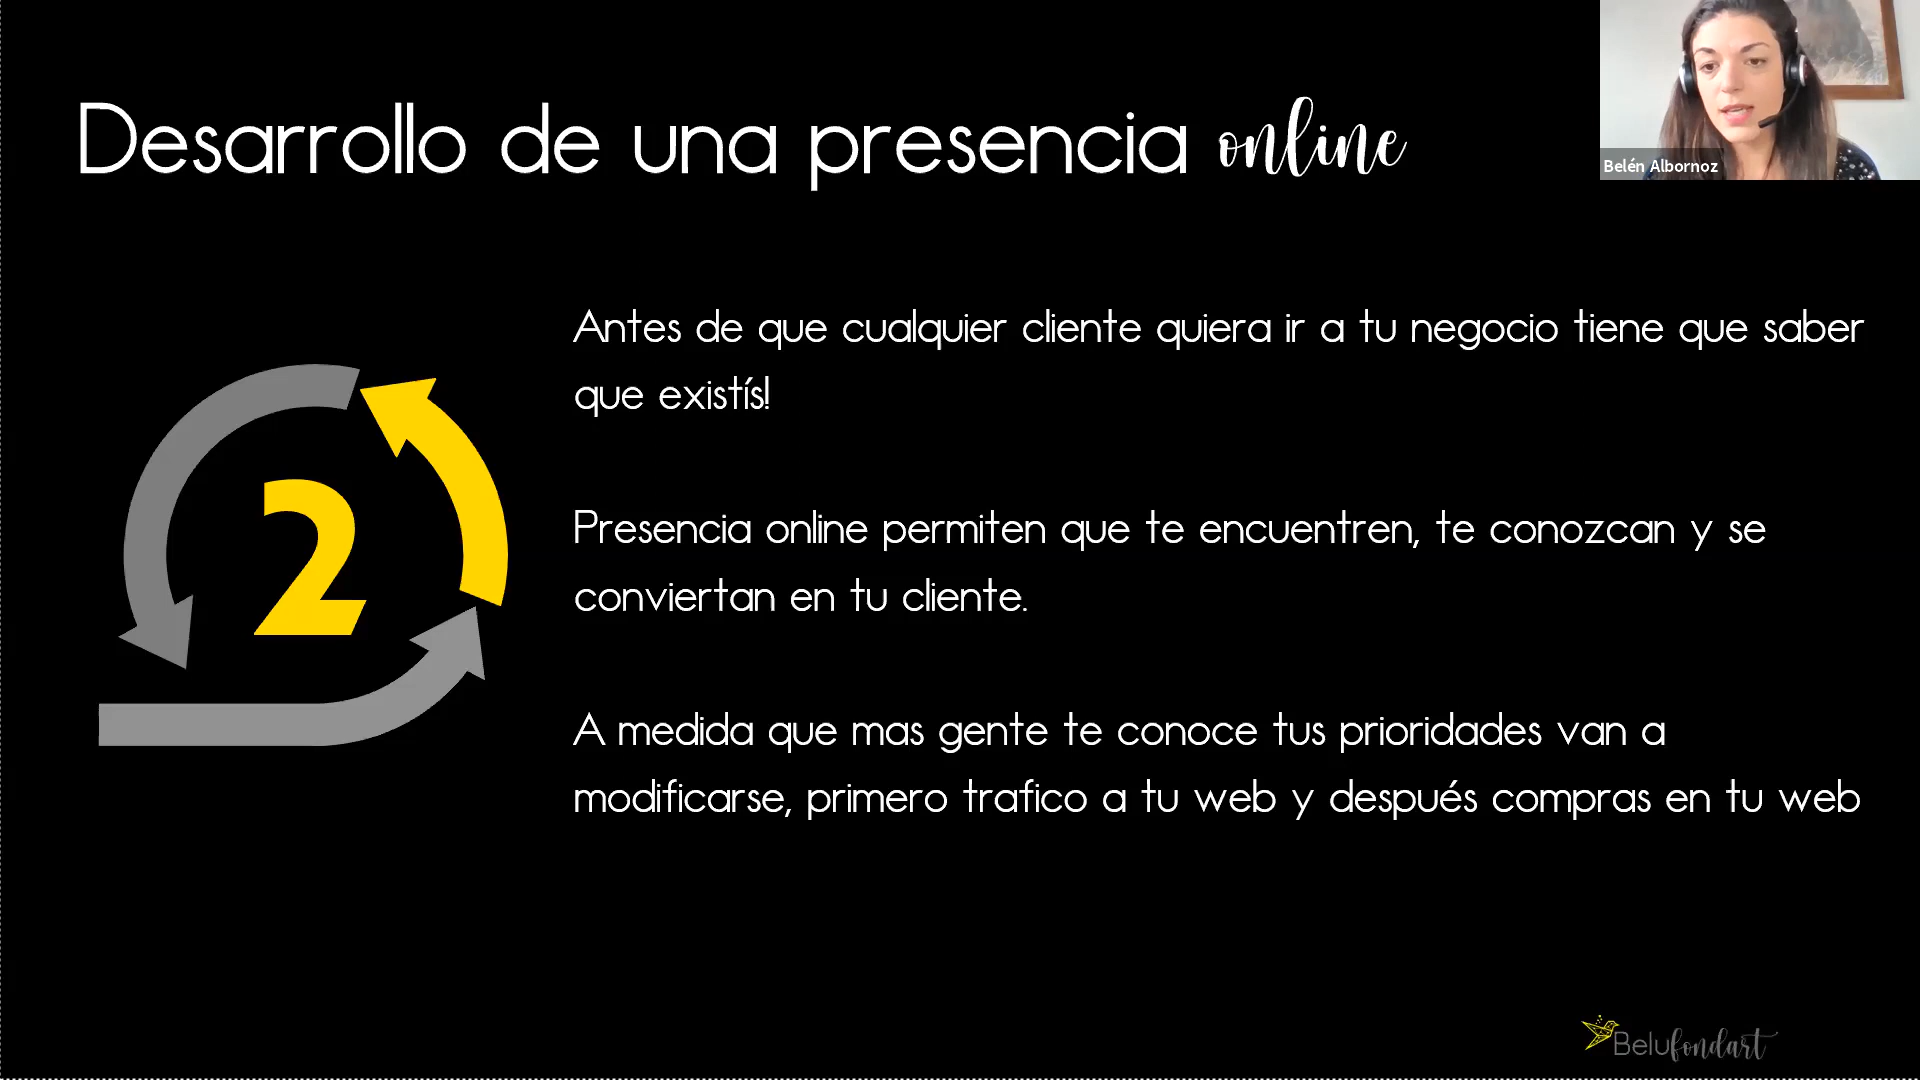 Desarrollo de una presencia online
Belén Albornoz
Antes de que cualquier cliente quiera ir a tu negocio tiene que saber
que existís!
2
Presencia online permiten que te encuentren, te conozcan y se
conviertan en tu cliente.
A medida que mas gente te conoce tus prioridades van a
modificarse, primero trafico a tu web y después compras en tu web
Belufondart